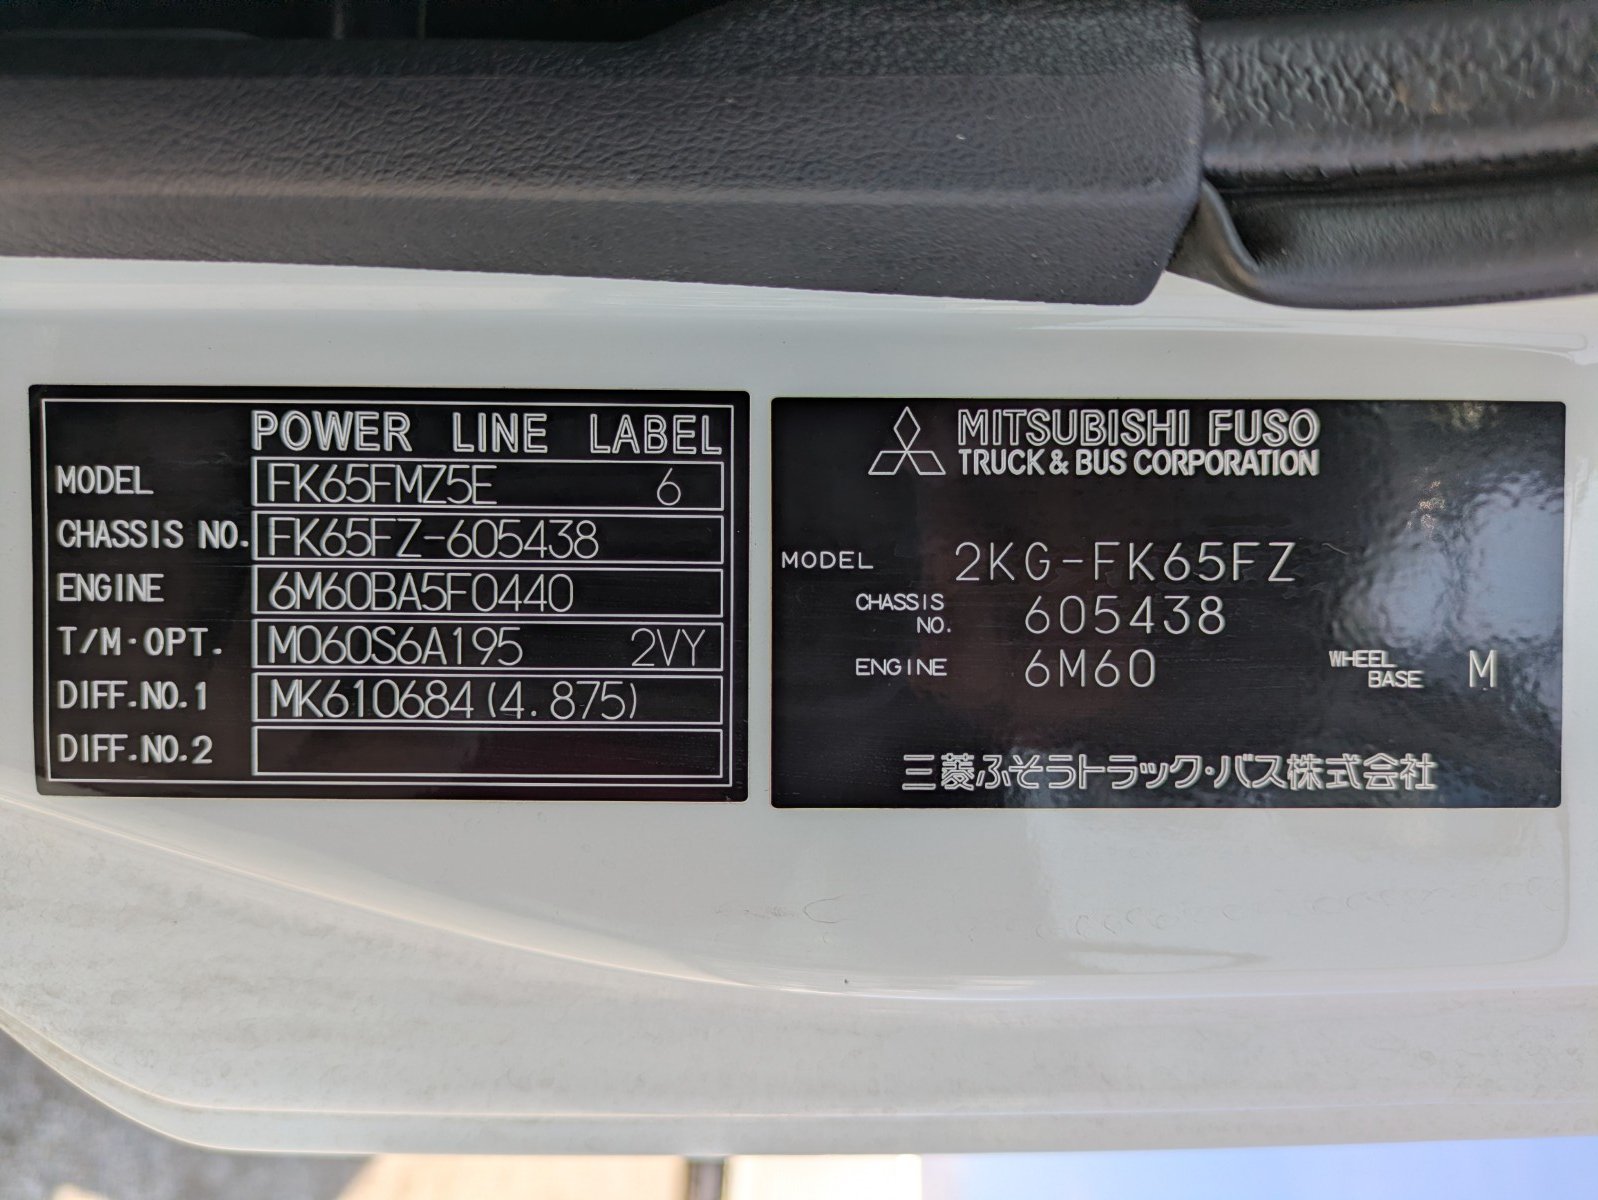 POWER LINE LABEL
MODEL FK65FMZ5E 6
CHASSIS NO. FK65FZ-605438
ENGINE 6M60BA5F0440
T/M·OPT. M060S6A195 2VY
DIFF.NO.1 MK610684(4.875)
DIFF.NO.2
MITSUBISHI FUSO
TRUCK & BUS CORPORATION
MODEL 2KG-FK65FZ
CHASSIS NO. 605438
ENGINE 6M60 WHEEL BASE M
三菱ふそうトラック・バス株式会社